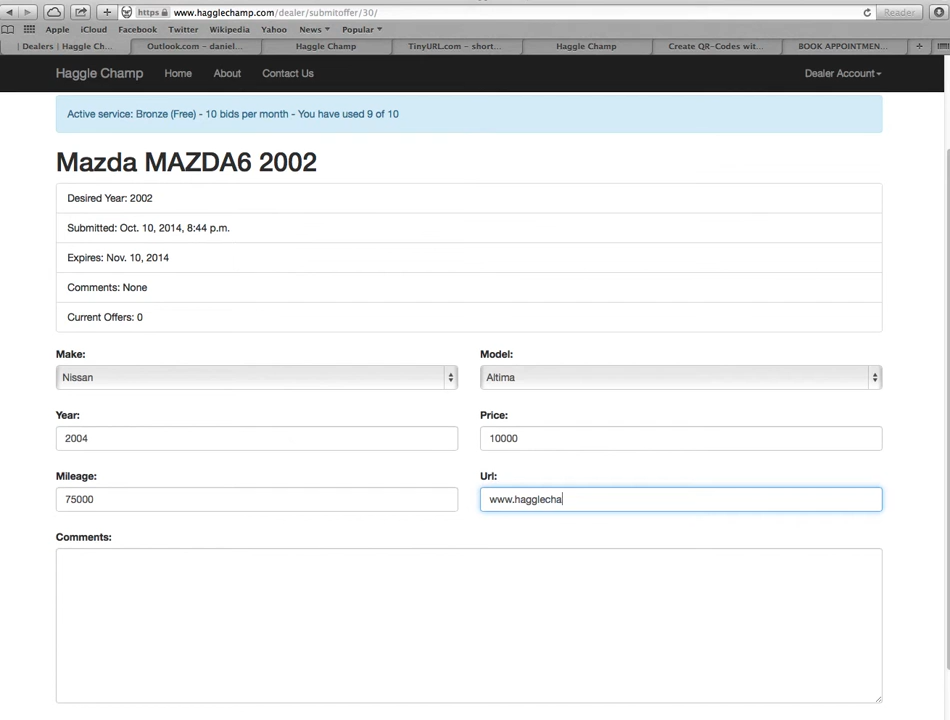 https www.hagglechamp.com/dealer/submitoffer/30/ Reader
Apple iCloud Facebook Twitter Wikipedia Yahoo News Popular
| Dealers | Haggle Ch... Outlook.com – daniel... Haggle Champ TinyURL.com – short... Haggle Champ Create QR-Codes wit... BOOK APPOINTMEN... +
Haggle Champ Home About Contact Us Dealer Account
Active service: Bronze (Free) - 10 bids per month - You have used 9 of 10
Mazda MAZDA6 2002
Desired Year: 2002
Submitted: Oct. 10, 2014, 8:44 p.m.
Expires: Nov. 10, 2014
Comments: None
Current Offers: 0
Make: Model:
Nissan Altima
Year: Price:
2004 10000
Mileage: Url:
75000 www.hagglecha
Comments: